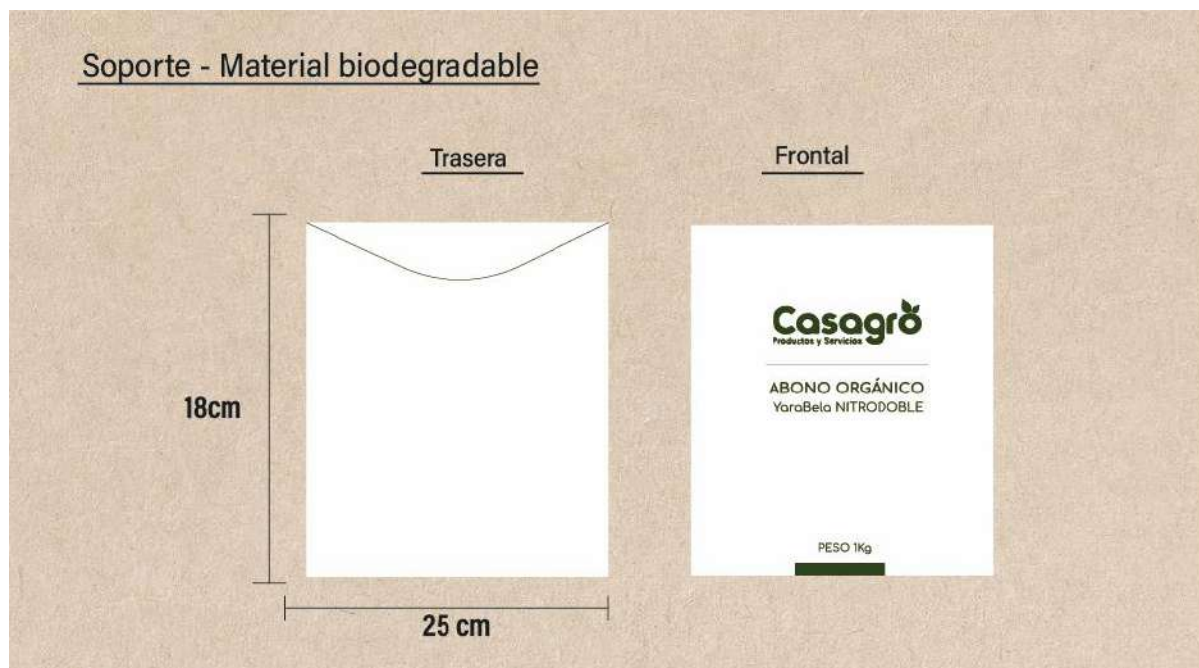 Soporte - Material biodegradable
Trasera
Frontal
18cm
25 cm
Casagro
Productos y Servicios
ABONO ORGÁNICO
YaraBela NITRODOBLE
PESO 1Kg